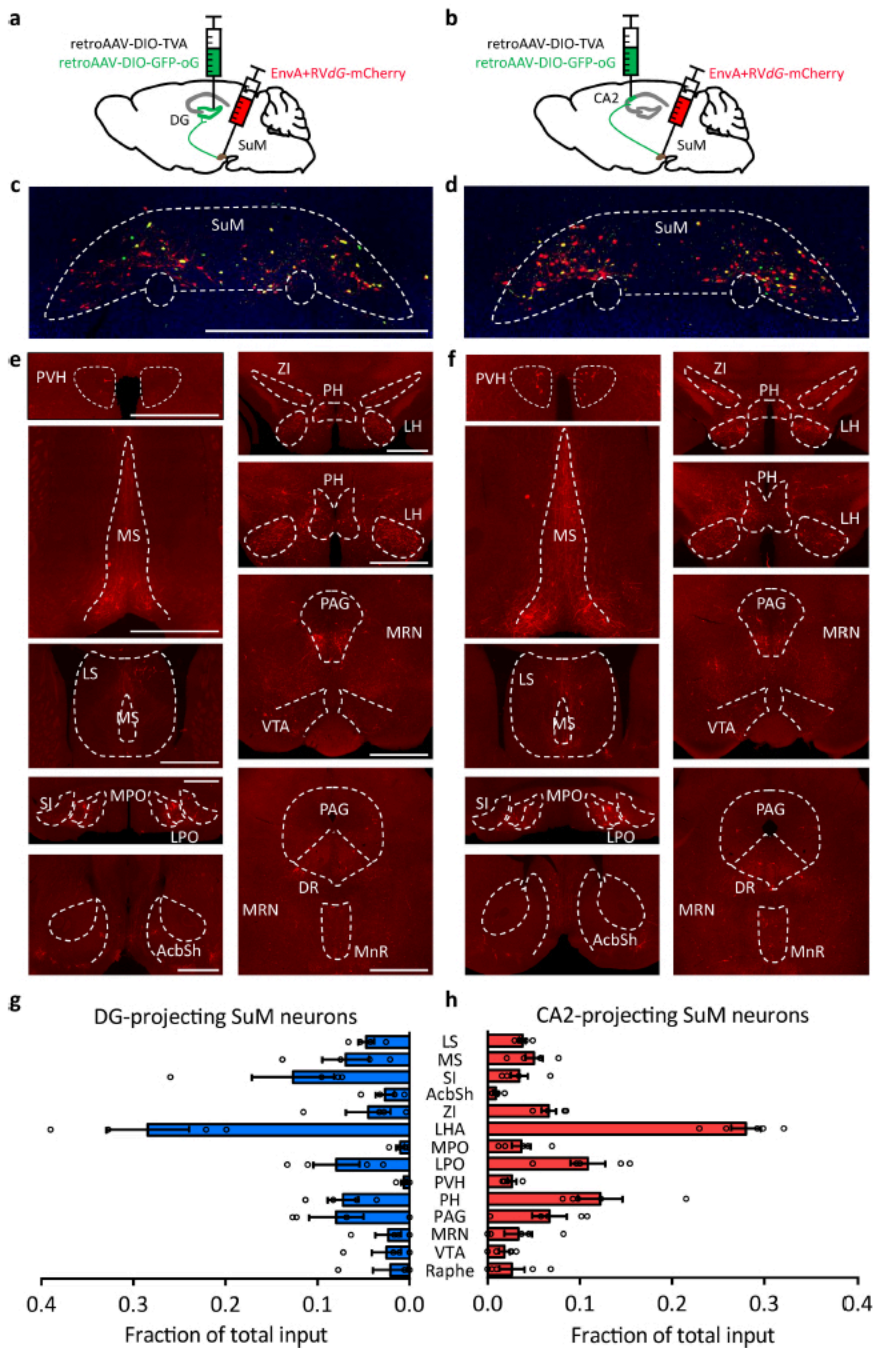 a
retroAAV-DIO-TVA
retroAAV-DIO-GFP-oG
EnvA+RVdG-mCherry
DG
SuM
b
retroAAV-DIO-TVA
retroAAV-DIO-GFP-oG
EnvA+RVdG-mCherry
CA2
SuM
c
SuM
d
SuM
e
PVH
ZI
PH
LH
MS
PH
LH
PAG
MRN
LS
MS
VTA
SI
MPO
LPO
PAG
DR
MRN
AcbSh
MnR
f
PVH
ZI
PH
LH
MS
PH
LH
PAG
MRN
LS
MS
VTA
SI
MPO
LPO
PAG
DR
MRN
AcbSh
MnR
g
DG-projecting SuM neurons
h
CA2-projecting SuM neurons
LS
MS
SI
AcbSh
ZI
LHA
MPO
LPO
PVH
PH
PAG
MRN
VTA
Raphe
0.4 0.3 0.2 0.1 0.0
0.0 0.1 0.2 0.3 0.4
Fraction of total input
Fraction of total input